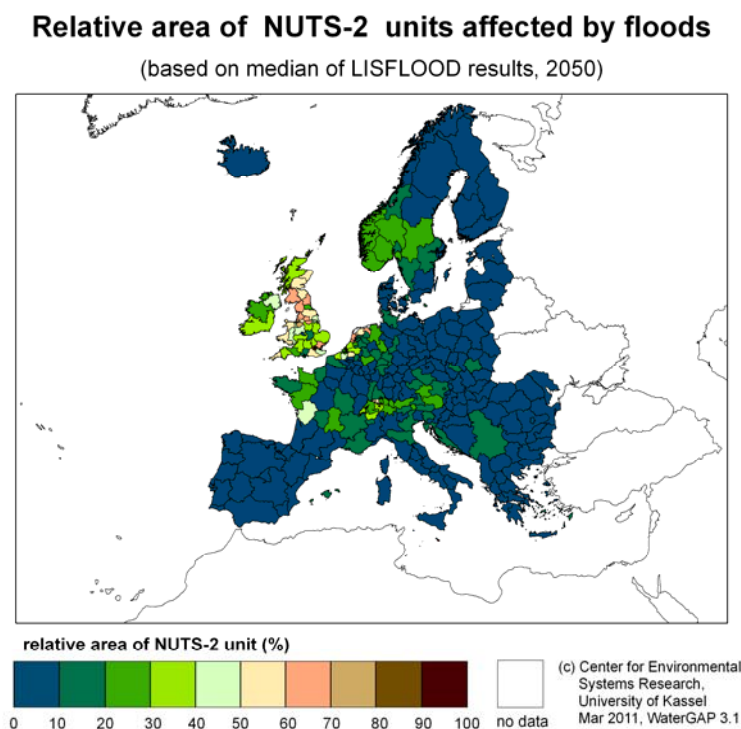 Relative area of NUTS-2 units affected by floods
(based on median of LISFLOOD results, 2050)
relative area of NUTS-2 unit (%)
0 10 20 30 40 50 60 70 80 90 100
no data
(c) Center for Environmental
Systems Research,
University of Kassel
Mar 2011, WaterGAP 3.1